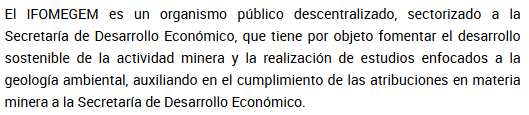 El IFOMEGEM es un organismo público descentralizado, sectorizado a la
Secretaría de Desarrollo Económico, que tiene por objeto fomentar el desarrollo
sostenible de la actividad minera y la realización de estudios enfocados a la
geología ambiental, auxiliando en el cumplimiento de las atribuciones en materia
minera a la Secretaría de Desarrollo Económico.